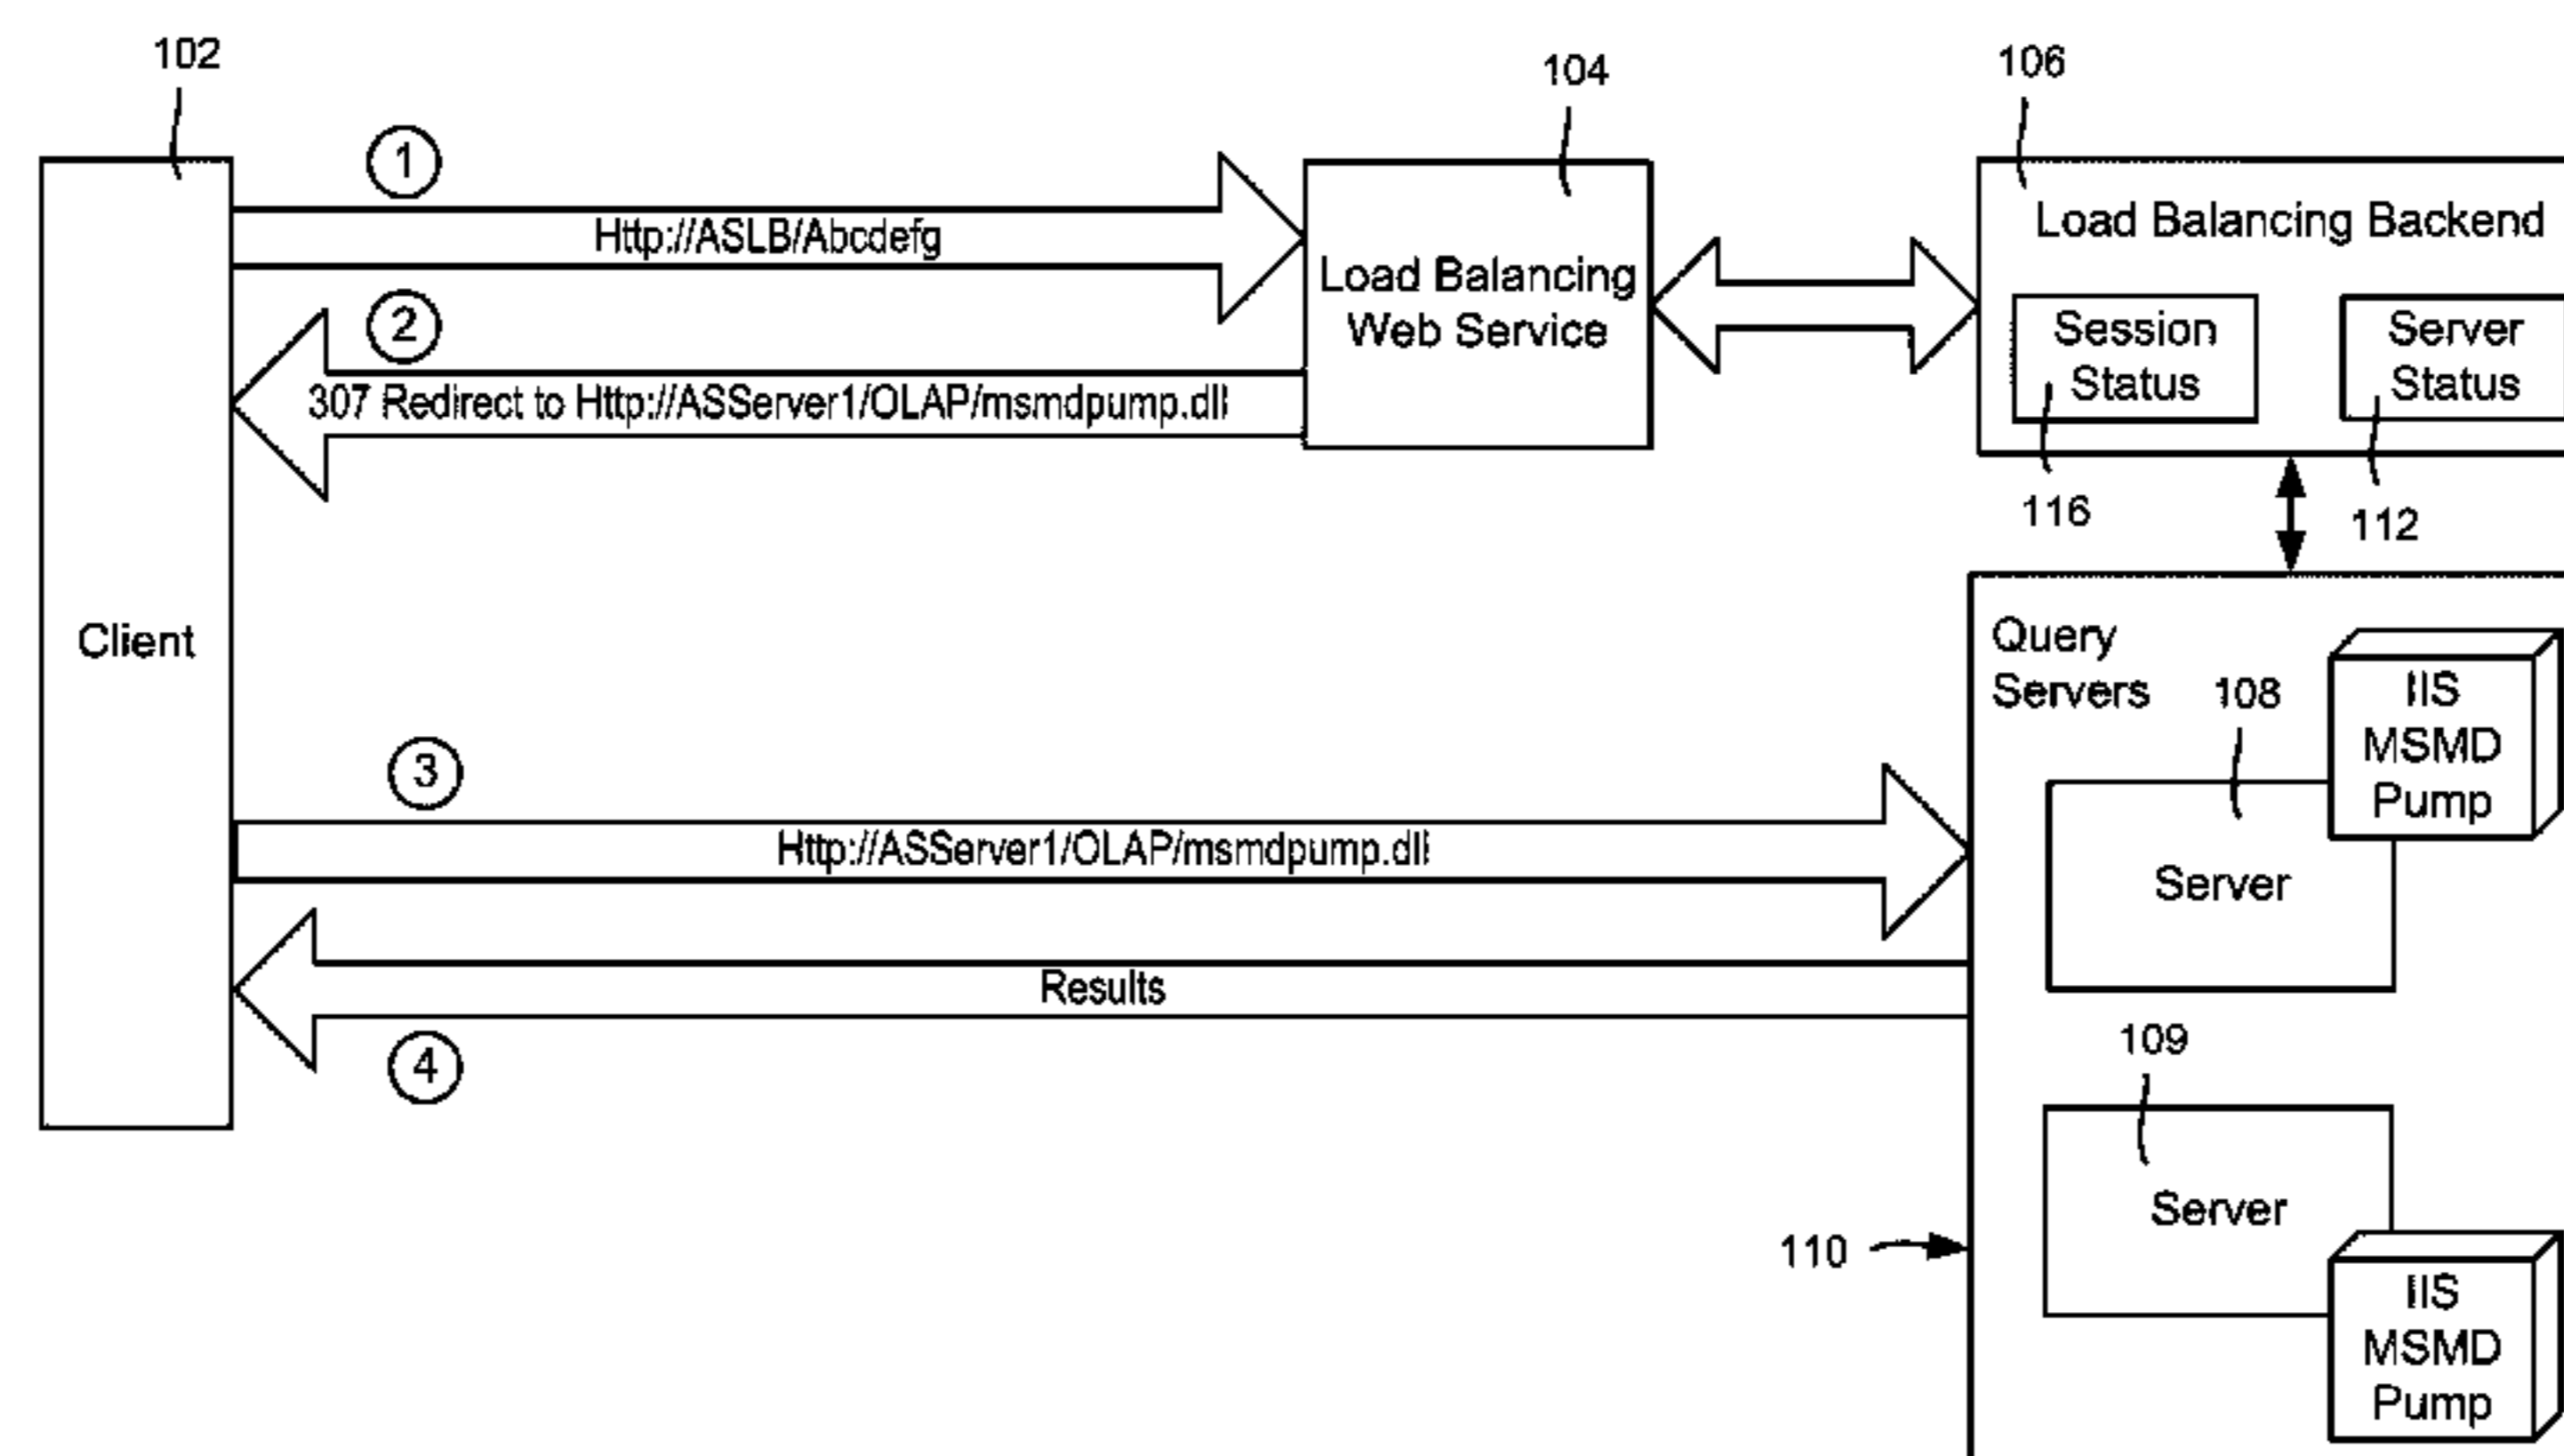 102
104
106
1
Http://ASLB/Abcdefg
2
307 Redirect to Http://ASServer1/OLAP/msmdpump.dll
Load Balancing
Web Service
Load Balancing Backend
Session
Status
Server
Status
116
112
Client
Query
Servers
108
IIS
MSMD
Pump
Server
3
Http://ASServer1/OLAP/msmdpump.dll
Results
4
109
Server
110
IIS
MSMD
Pump